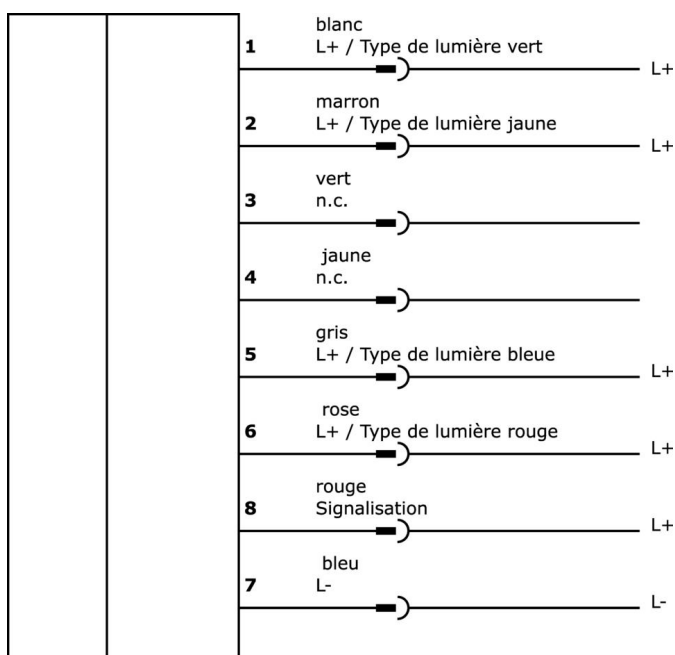 blanc
1 L+ / Type de lumière vert L+
marron
2 L+ / Type de lumière jaune L+
vert
3 n.c.
jaune
4 n.c.
gris
5 L+ / Type de lumière bleue L+
rose
6 L+ / Type de lumière rouge L+
rouge
8 Signalisation L+
bleu
7 L- L-